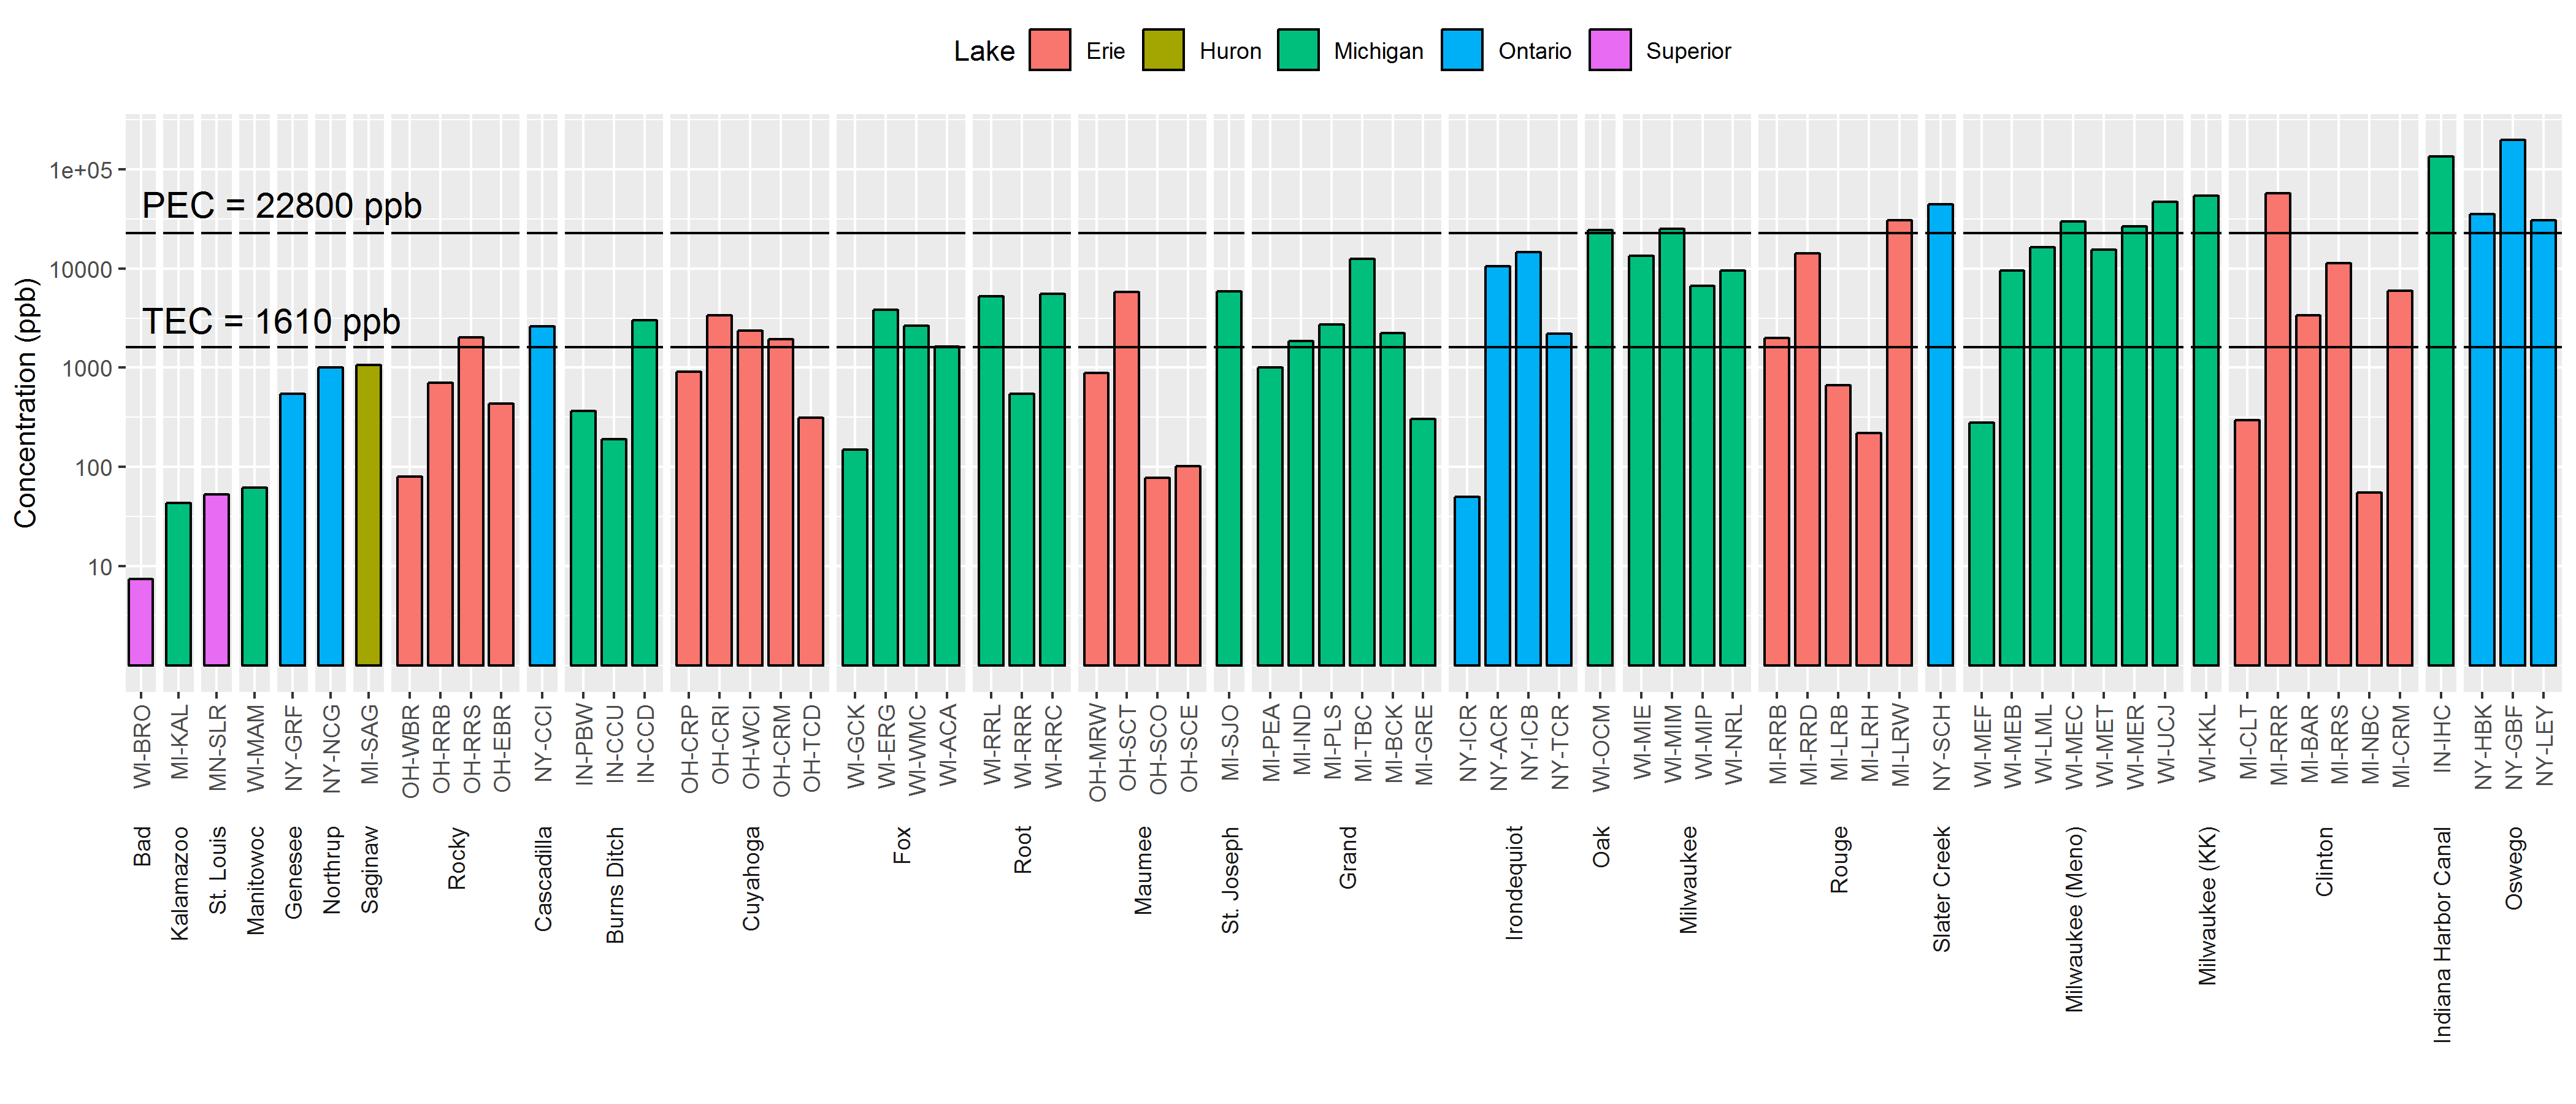 Lake Erie Huron Michigan Ontario Superior
Concentration (ppb)
1e+05
10000
1000
100
10
PEC = 22800 ppb
TEC = 1610 ppb
WI-BRO MI-KAL MN-SLR WI-MAM NY-GRF NY-NCG MI-SAG OH-WBR OH-RRB OH-RRS OH-EBR NY-CCI IN-PBW IN-CCU IN-CCD OH-CRP OH-CRI OH-WCI OH-CRM OH-TCD WI-GCK WI-ERG WI-WMC WI-ACA WI-RRL WI-RRR WI-RRC OH-MRW OH-SCT OH-SCO OH-SCE MI-SJO MI-PEA MI-IND MI-PLS MI-TBC MI-BCK MI-GRE NY-ICR NY-ACR NY-ICB NY-TCR WI-OCM WI-MIE WI-MIM WI-MIP WI-NRL MI-RRB MI-RRD MI-LRB MI-LRH MI-LRW NY-SCH WI-MEF WI-MEB WI-LML WI-MEC WI-MET WI-MER WI-UCJ WI-KKL MI-CLT MI-RRR MI-BAR MI-RRS MI-NBC MI-CRM IN-IHC NY-HBK NY-GBF NY-LEY
Bad Kalamazoo St. Louis Manitowoc Genesee Northrup Saginaw Rocky Cascadilla Burns Ditch Cuyahoga Fox Root Maumee St. Joseph Grand Irondequiot Oak Milwaukee Rouge Slater Creek Milwaukee (Meno) Milwaukee (KK) Clinton Indiana Harbor Canal Oswego